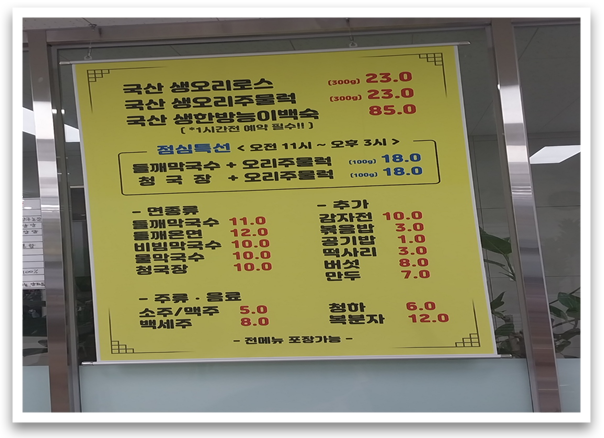 국산 생오리로스 (300g) 23.0
국산 생오리주물럭 (300g) 23.0
국산 생한방능이백숙 85.0
( *1시간전 예약 필수!! )
점심특선 < 오전 11시 ~ 오후 3시 >
들깨막국수 + 오리주물럭 (100g) 18.0
청국장 + 오리주물럭 (100g) 18.0
- 면종류
들깨막국수 11.0
들깨온면 12.0
비빔막국수 10.0
물막국수 10.0
청국장 10.0
- 추가
감자전 10.0
볶음밥 3.0
공기밥 1.0
떡사리 3.0
버섯 8.0
만두 7.0
- 주류 · 음료
소주/맥주 5.0
백세주 8.0
청하 6.0
복분자 12.0
- 전메뉴 포장가능 -